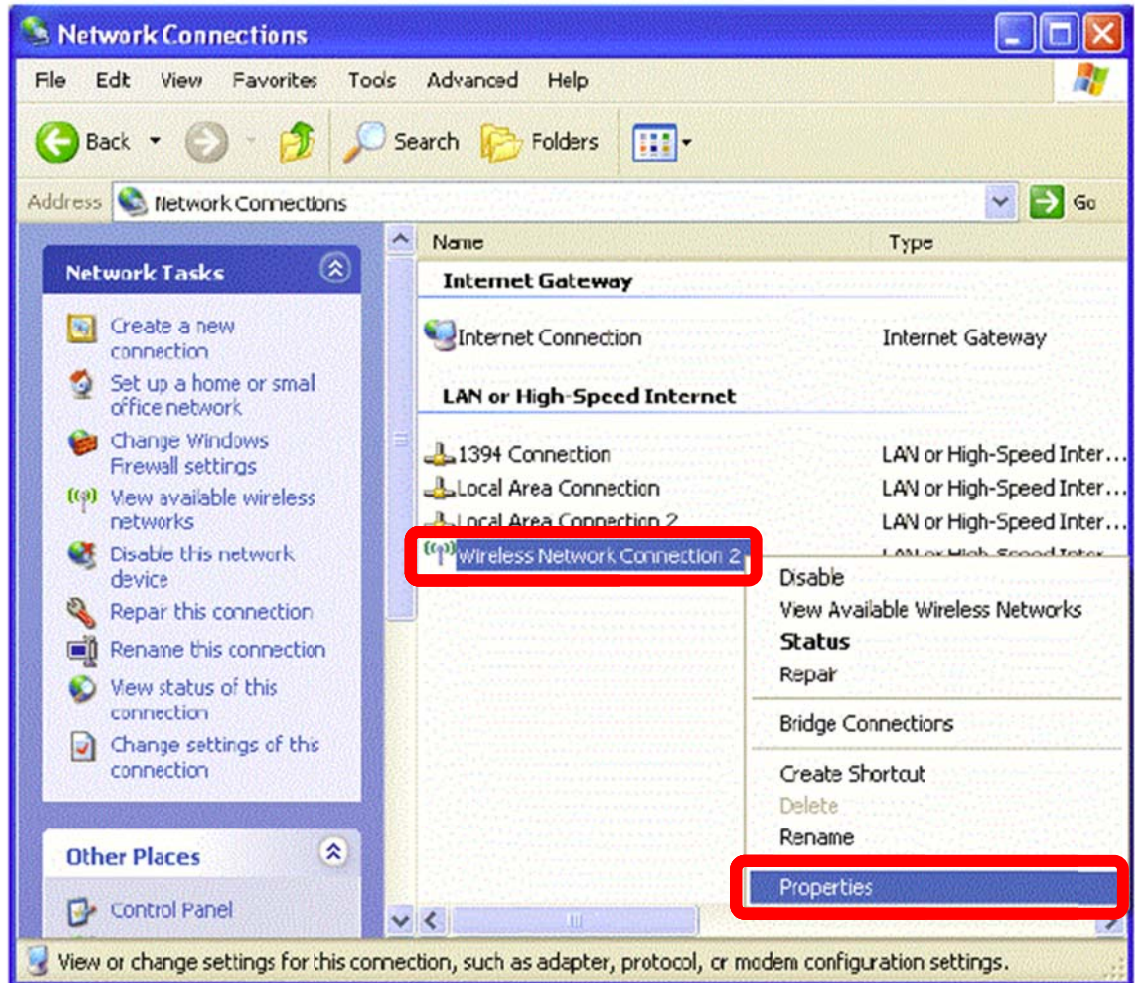 Network Connections
File Edit View Favorites Tools Advanced Help
Back Search Folders
Address Network Connections Go
Network Tasks
Create a new
connection
Set up a home or small
office network
Change Windows
Firewall settings
View available wireless
networks
Disable this network
device
Repair this connection
Rename this connection
View status of this
connection
Change settings of this
connection
Other Places
Control Panel
Name Type
Internet Gateway
Internet Connection Internet Gateway
LAN or High-Speed Internet
1394 Connection LAN or High-Speed Inter...
Local Area Connection LAN or High-Speed Inter...
Local Area Connection 2 LAN or High-Speed Inter...
Wireless Network Connection 2 LAN or High-Speed Inter...
Disable
View Available Wireless Networks
Status
Repair
Bridge Connections
Create Shortcut
Delete
Rename
Properties
View or change settings for this connection, such as adapter, protocol, or modem configuration settings.